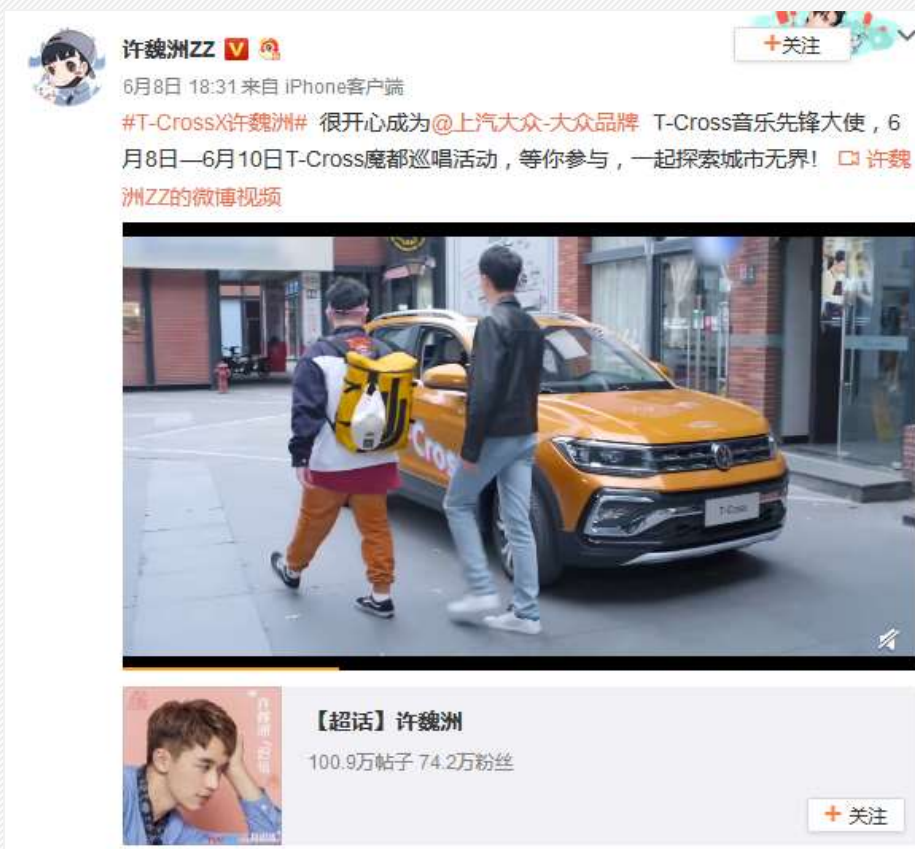 许魏洲ZZ
+关注
6月8日 18:31 来自 iPhone客户端
#T-CrossX许魏洲# 很开心成为@上汽大众-大众品牌 T-Cross音乐先锋大使，6
月8日—6月10日T-Cross魔都巡唱活动，等你参与，一起探索城市无界！ 许魏
洲ZZ的微博视频
Cros
T-Cross
【超话】许魏洲
100.9万帖子 74.2万粉丝
+ 关注